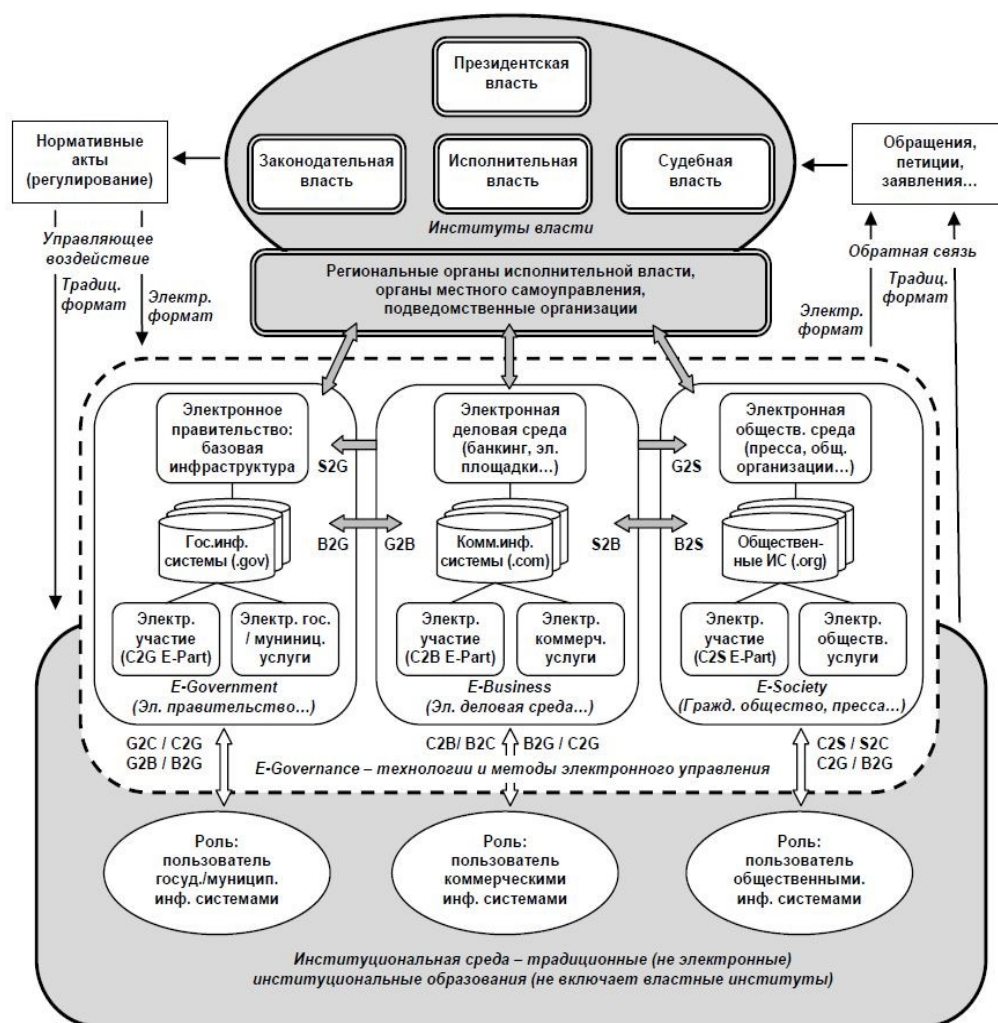 Президентская
власть
Нормативные
акты
(регулирование)
Законодательная
власть
Исполнительная
власть
Судебная
власть
Обращения,
петиции,
заявления...
Институты власти
Управляющее
воздействие
Традиц.
формат
Электр.
формат
Региональные органы исполнительной власти,
органы местного самоуправления,
подведомственные организации
Обратная связь
Традиц.
формат
Электр.
формат
Электронное
правительство:
базовая
инфраструктура
S2G
Электронная
деловая среда
(банкинг, эл.
площадки...)
G2S
Электронная
обществ. среда
(пресса, общ.
организации...)
Гос.инф.
системы (.gov)
B2G
G2B
Комм.инф.
системы (.com)
S2B
B2S
Обществен-
ные ИС (.org)
Электр.
участие
(C2G E-Part)
Электр. гос.
/ муниниц.
услуги
Электр.
участие
(C2B E-Part)
Электр.
коммерч.
услуги
Электр.
участие
(C2S E-Part)
Электр.
обществ.
услуги
E-Government
(Эл. правительство...)
E-Business
(Эл. деловая среда...)
E-Society
(Гражд. общество, пресса...)
G2C / C2G
G2B / B2G
C2B/ B2C
B2G / C2G
C2S / S2C
C2G / B2G
E-Governance – технологии и методы электронного управления
Роль:
пользователь
госуд./муницип.
инф. системами
Роль:
пользователь
коммерческими
инф. системами
Роль:
пользователь
общественными.
инф. системами
Институциональная среда – традиционные (не электронные)
институциональные образования (не включает властные институты)